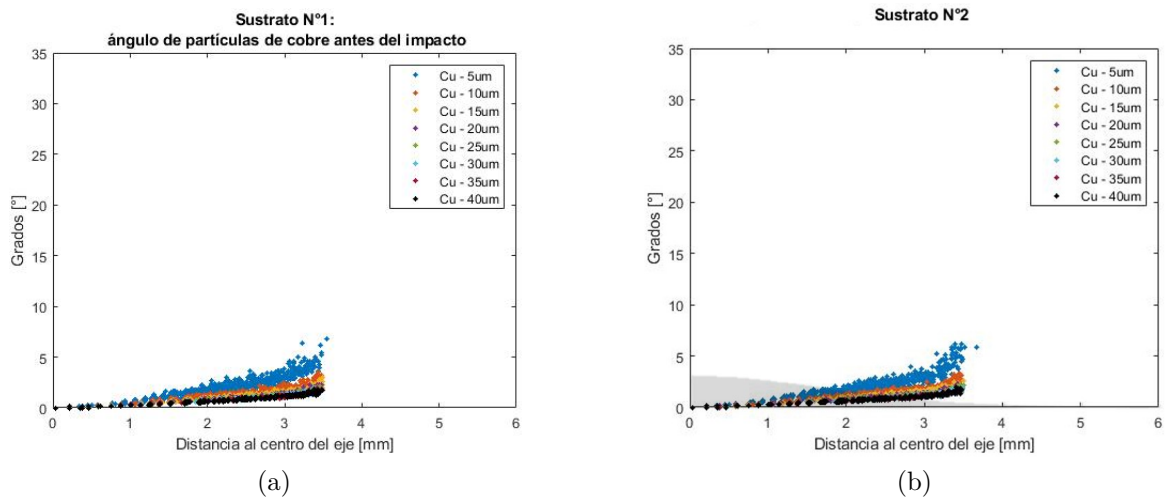 Sustrato N°1:
ángulo de partículas de cobre antes del impacto
35
30
25
20
15
10
5
0
Grados [°]
Cu - 5um
Cu - 10um
Cu - 15um
Cu - 20um
Cu - 25um
Cu - 30um
Cu - 35um
Cu - 40um
0 1 2 3 4 5 6
Distancia al centro del eje [mm]
(a)
Sustrato N°2
35
30
25
20
15
10
5
0
Grados [°]
Cu - 5um
Cu - 10um
Cu - 15um
Cu - 20um
Cu - 25um
Cu - 30um
Cu - 35um
Cu - 40um
0 1 2 3 4 5 6
Distancia al centro del eje [mm]
(b)